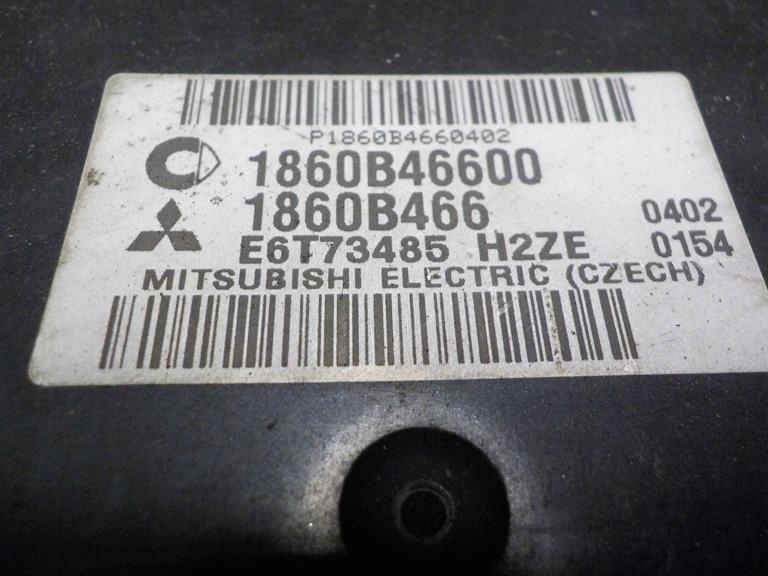 P1860B4660402
1860B46600
1860B466 0402
E6T73485 H2ZE 0154
MITSUBISHI ELECTRIC (CZECH)